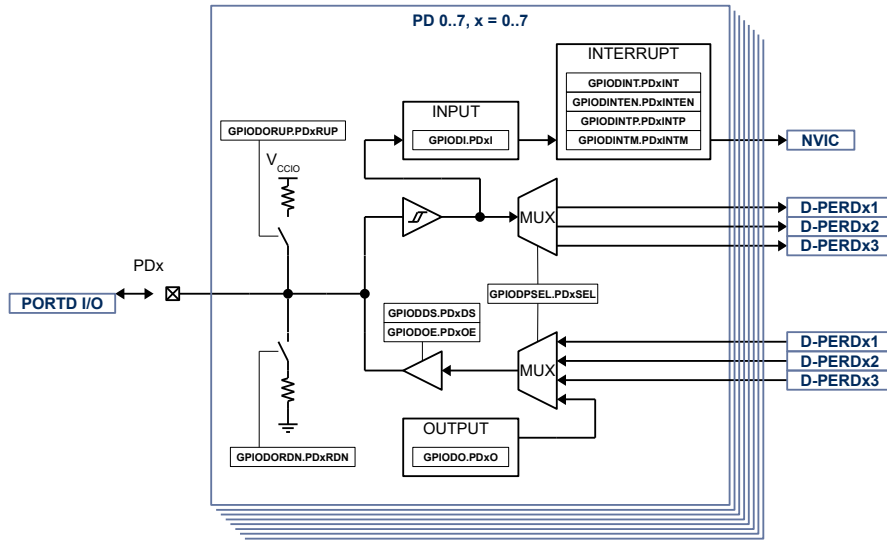 PD 0..7, x = 0..7
INTERRUPT
GPIODINT.PDxINT
GPIODINTEN.PDxINTEN
GPIODINTP.PDxINTP
GPIODINTM.PDxINTM
INPUT
GPIODI.PDxI
GPIODORUP.PDxRUP
NVIC
VCCIO
MUX
D-PERDx1
D-PERDx2
D-PERDx3
PDx
PORTD I/O
GPIODPSEL.PDxSEL
GPIODDS.PDxDS
GPIODOE.PDxOE
MUX
D-PERDx1
D-PERDx2
D-PERDx3
OUTPUT
GPIODO.PDxO
GPIODORDN.PDxRDN